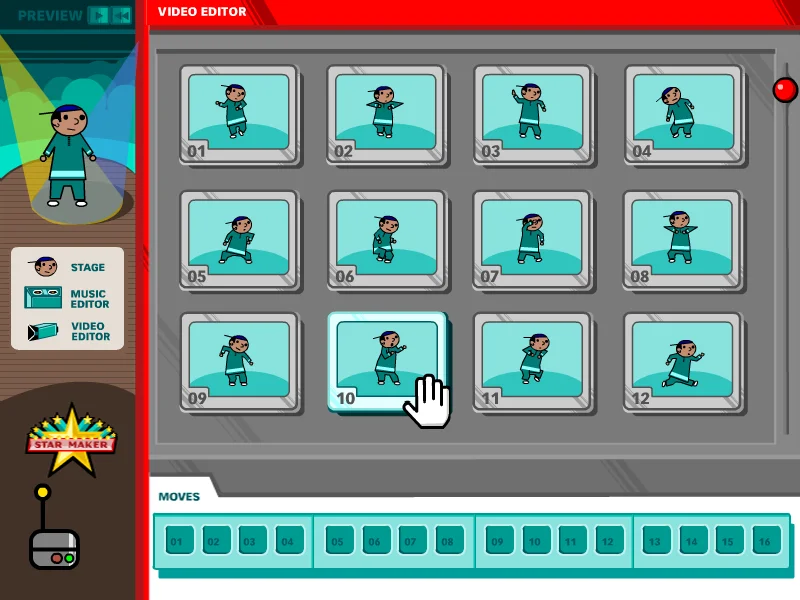 PREVIEW
VIDEO EDITOR
01 02 03 04
05 06 07 08
09 10 11 12
STAGE
MUSIC
EDITOR
VIDEO
EDITOR
STAR MAKER
MOVES
01 02 03 04 05 06 07 08 09 10 11 12 13 14 15 16